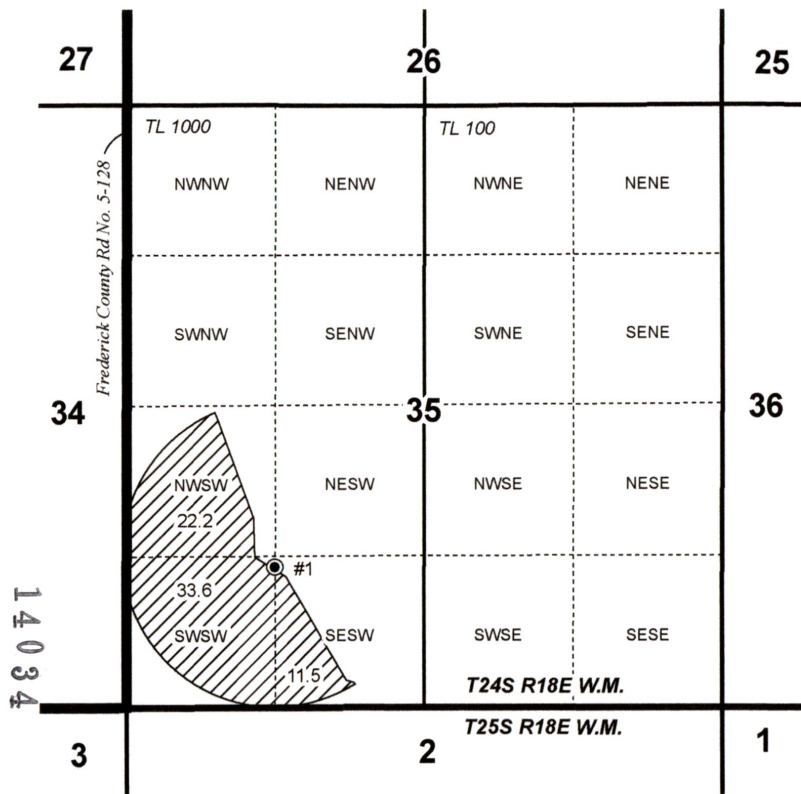 27 26 25
TL 1000 TL 100
Frederick County Rd No. 5-128
NWNW NENW NWNE NENE
SWNW SENW SWNE SENE
34 35 36
NWSW NESW NWSE NESE
22.2
#1
33.6
SWSW SESW SWSE SESE
11.5
T24S R18E W.M.
T25S R18E W.M.
3 2 1
14034